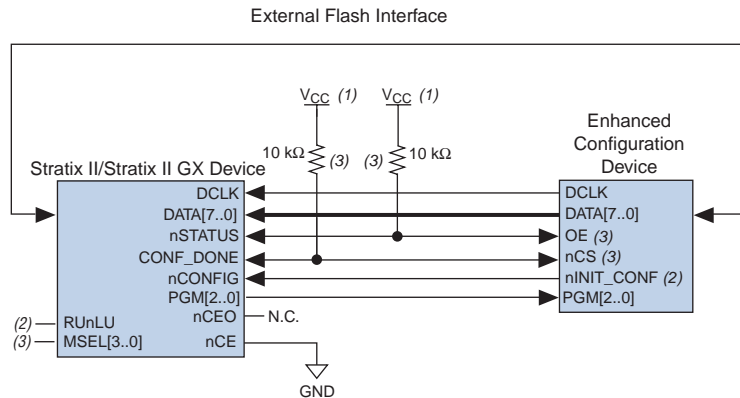 External Flash Interface
VCC (1)
VCC (1)
10 kΩ
(3)
(3)
10 kΩ
Enhanced
Configuration
Device
Stratix II/Stratix II GX Device
DCLK
DATA[7..0]
nSTATUS
CONF_DONE
nCONFIG
PGM[2..0]
nCEO
N.C.
(2)
RUnLU
(3)
MSEL[3..0]
nCE
GND
DCLK
DATA[7..0]
OE (3)
nCS (3)
nINIT_CONF (2)
PGM[2..0]